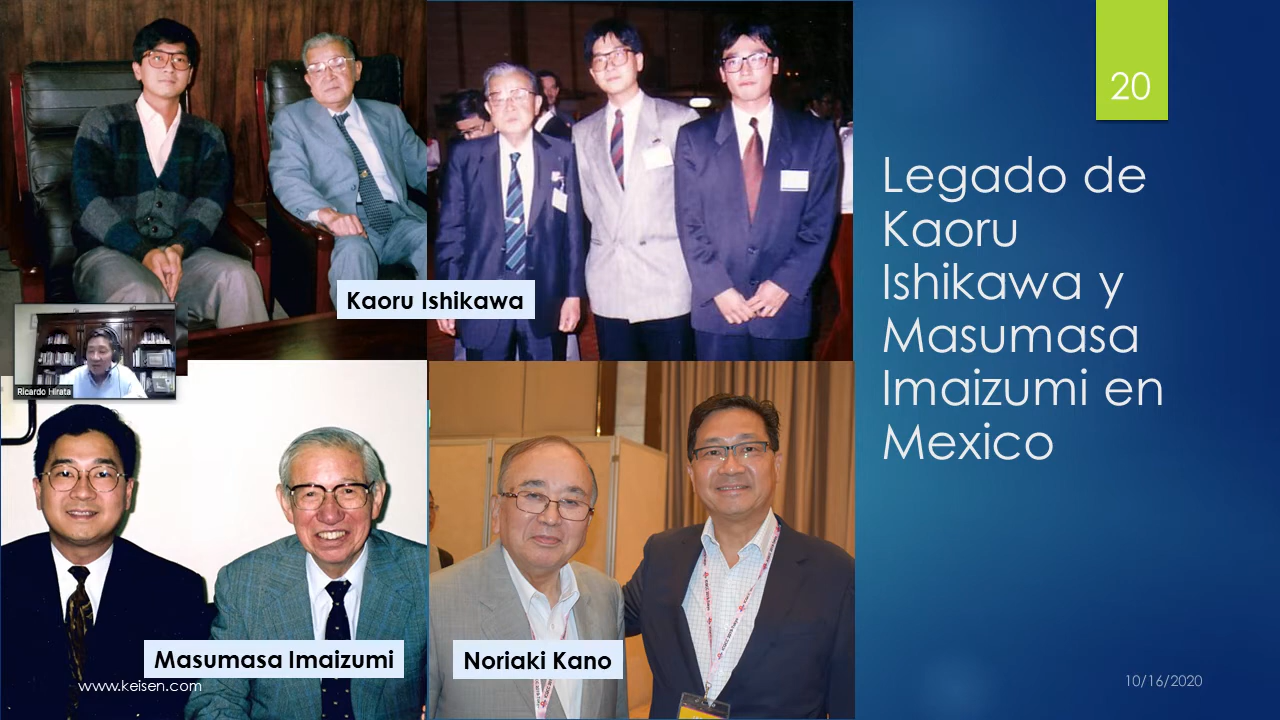 20
Legado de
Kaoru
Ishikawa y
Masumasa
Imaizumi en
Mexico
Kaoru Ishikawa
Ricardo Hirata
Masumasa Imaizumi
Noriaki Kano
www.keisen.com
10/16/2020